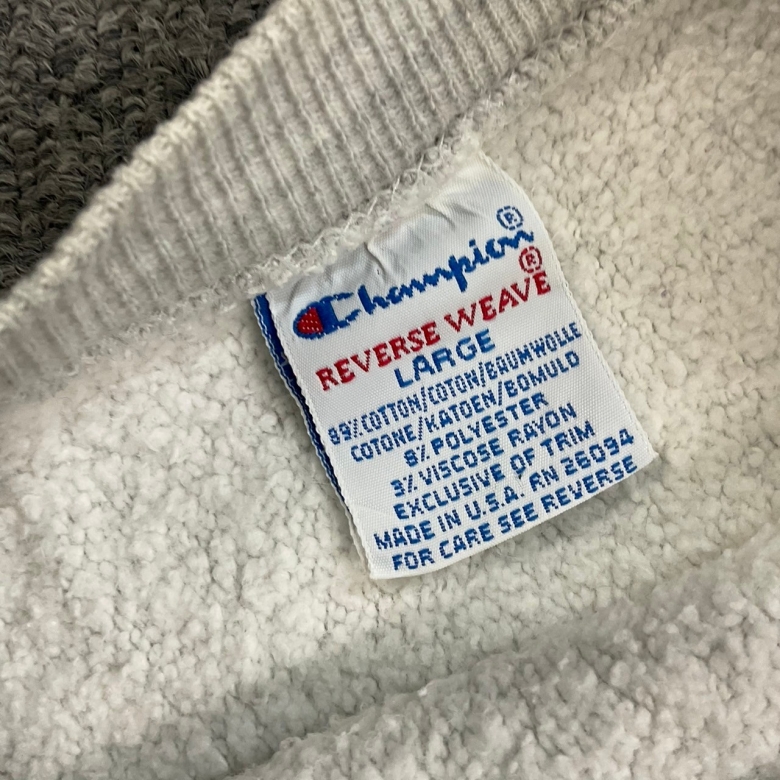 Champion®
REVERSE WEAVE®
LARGE
89% COTTON/COTON/BAUMWOLLE
COTONE/KATOEN/BOMULD
8% POLYESTER
3% VISCOSE RAYON
EXCLUSIVE OF TRIM
MADE IN U.S.A. RN 26094
FOR CARE SEE REVERSE